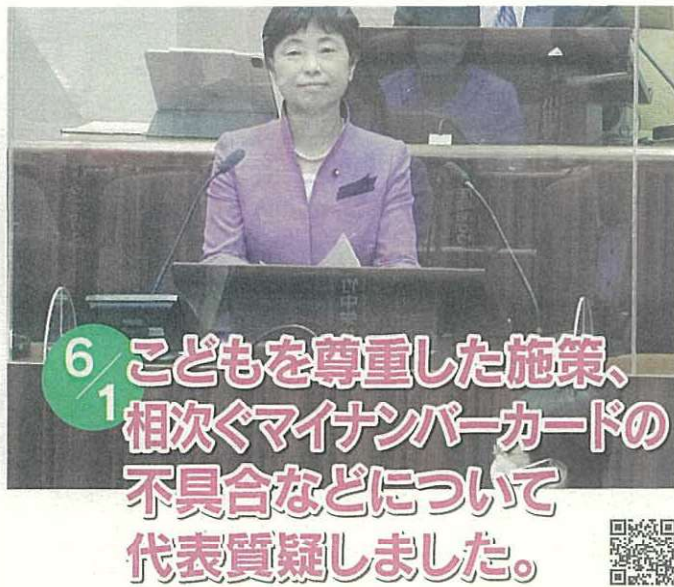 6/1
こどもを尊重した施策、
相次ぐマイナンバーカードの
不具合などについて
代表質疑しました。